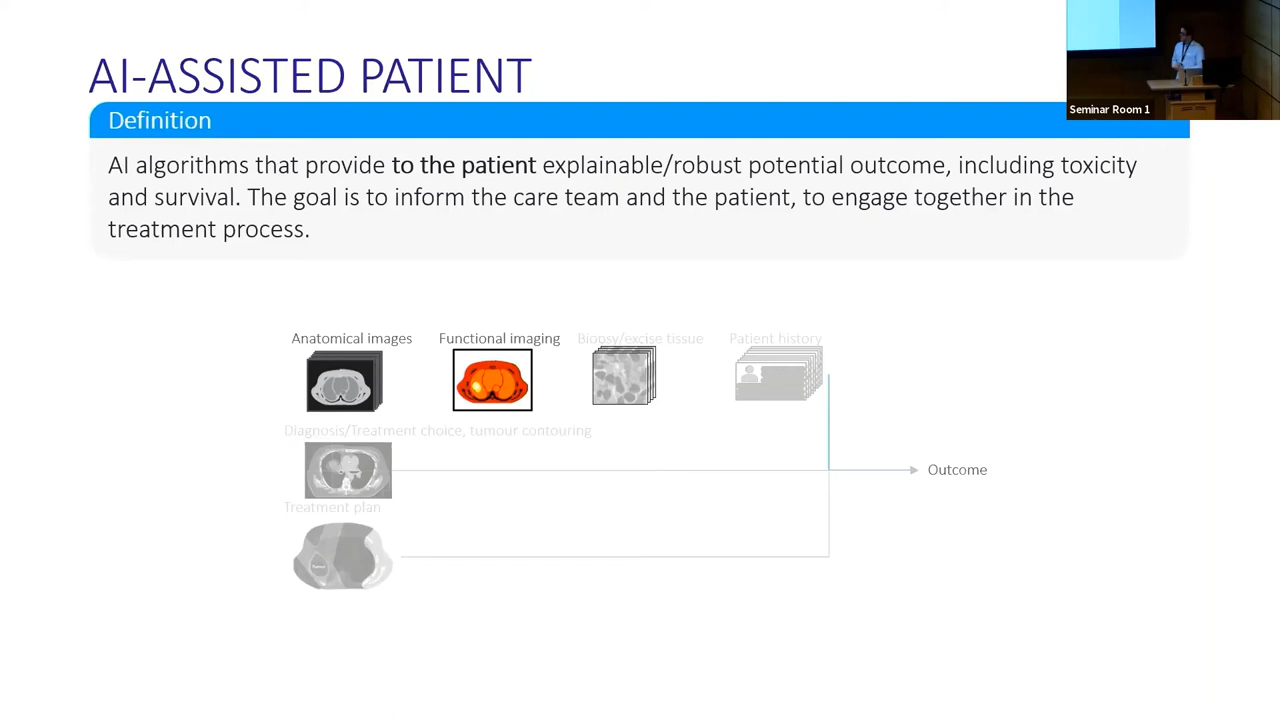 AI-ASSISTED PATIENT
Seminar Room 1
Definition
AI algorithms that provide to the patient explainable/robust potential outcome, including toxicity
and survival. The goal is to inform the care team and the patient, to engage together in the
treatment process.
Anatomical images
Functional imaging
Biopsy/excise tissue
Patient history
Diagnosis/Treatment choice, tumour contouring
Outcome
Treatment plan
Tumor